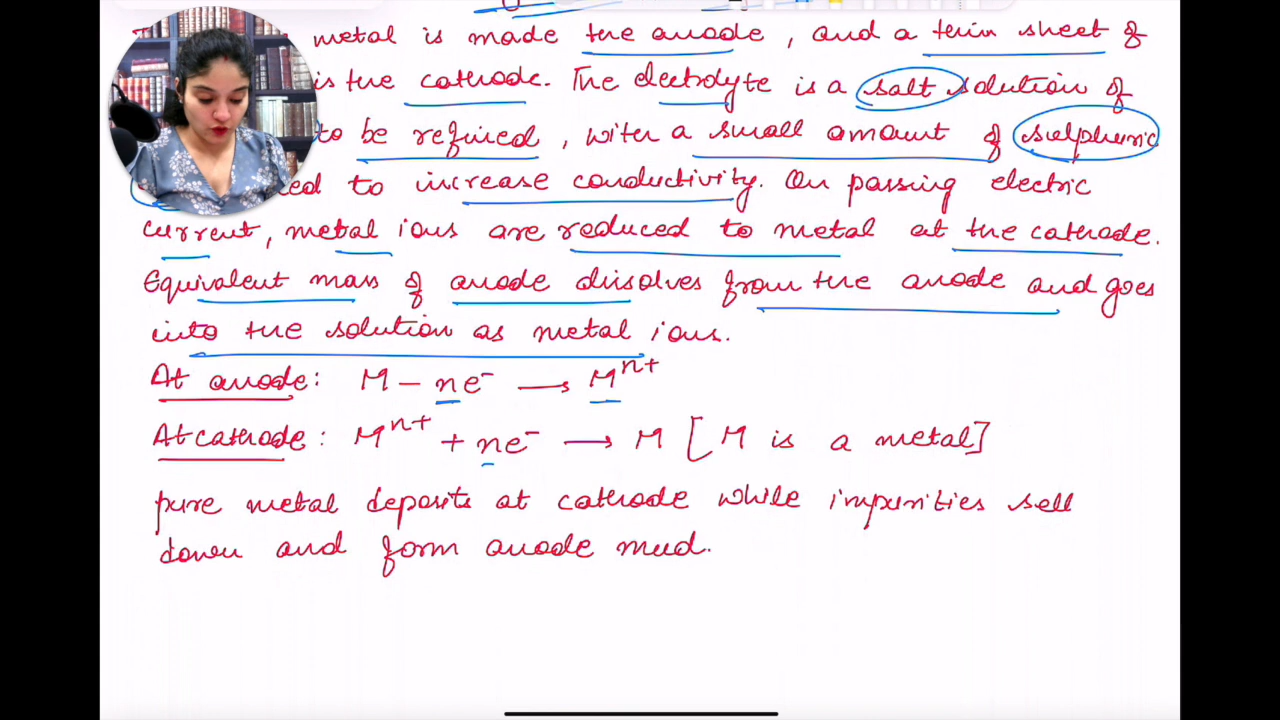 metal is made the anode, and a thin sheet of
is the cathode. The electrolyte is a salt solution of
to be refined, with a small amount of sulphuric
to increase conductivity. On passing electric
current, metal ions are reduced to metal at the cathode.
Equivalent mass of anode dissolves from the anode and goes
into the solution as metal ions.
At anode: M - ne⁻ → Mⁿ⁺
At cathode: Mⁿ⁺ + ne⁻ → M [M is a metal]
pure metal deposits at cathode while impurities sell
down and form anode mud.